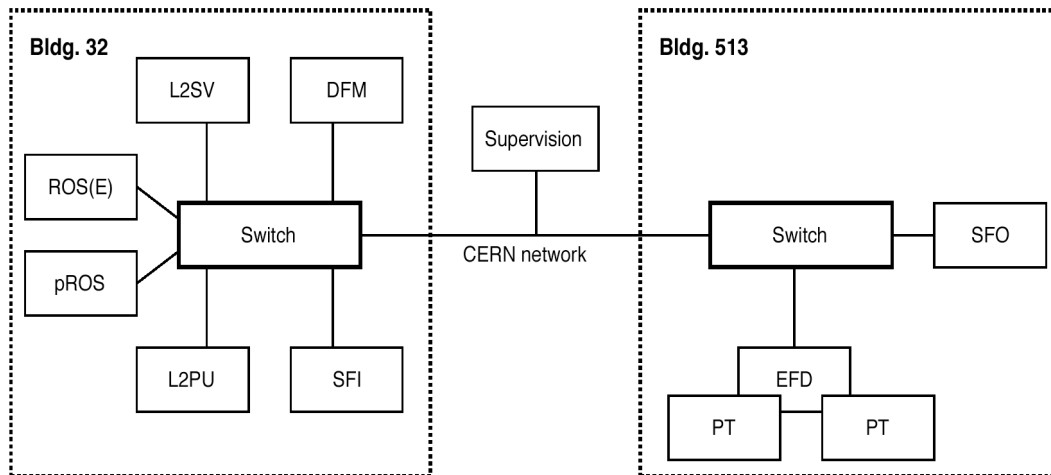 Bldg. 32
L2SV
DFM
ROS(E)
Switch
pROS
L2PU
SFI
Supervision
CERN network
Bldg. 513
Switch
SFO
EFD
PT
PT